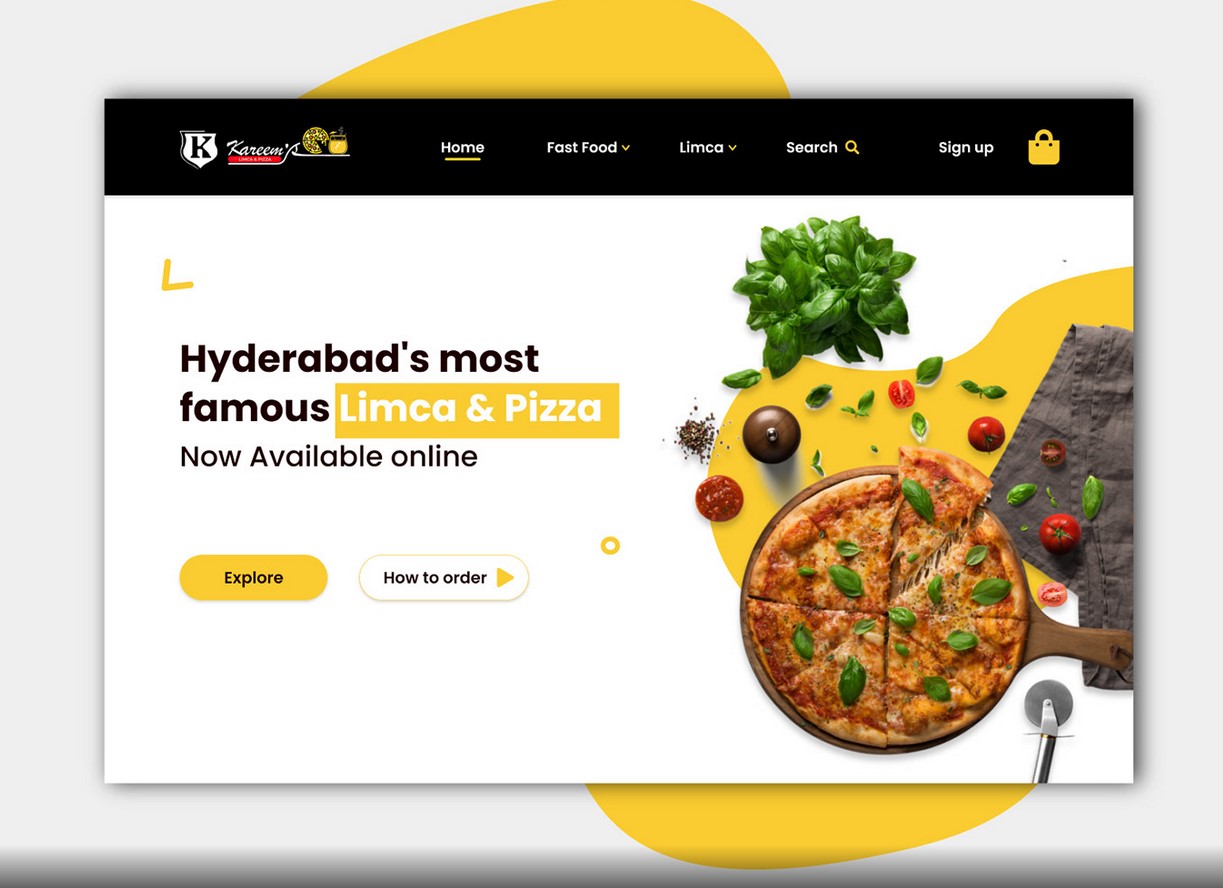 K
Kareem's
LIMCA & PIZZA
Home
Fast Food
Limca
Search
Sign up
Hyderabad's most
famous Limca & Pizza
Now Available online
Explore
How to order